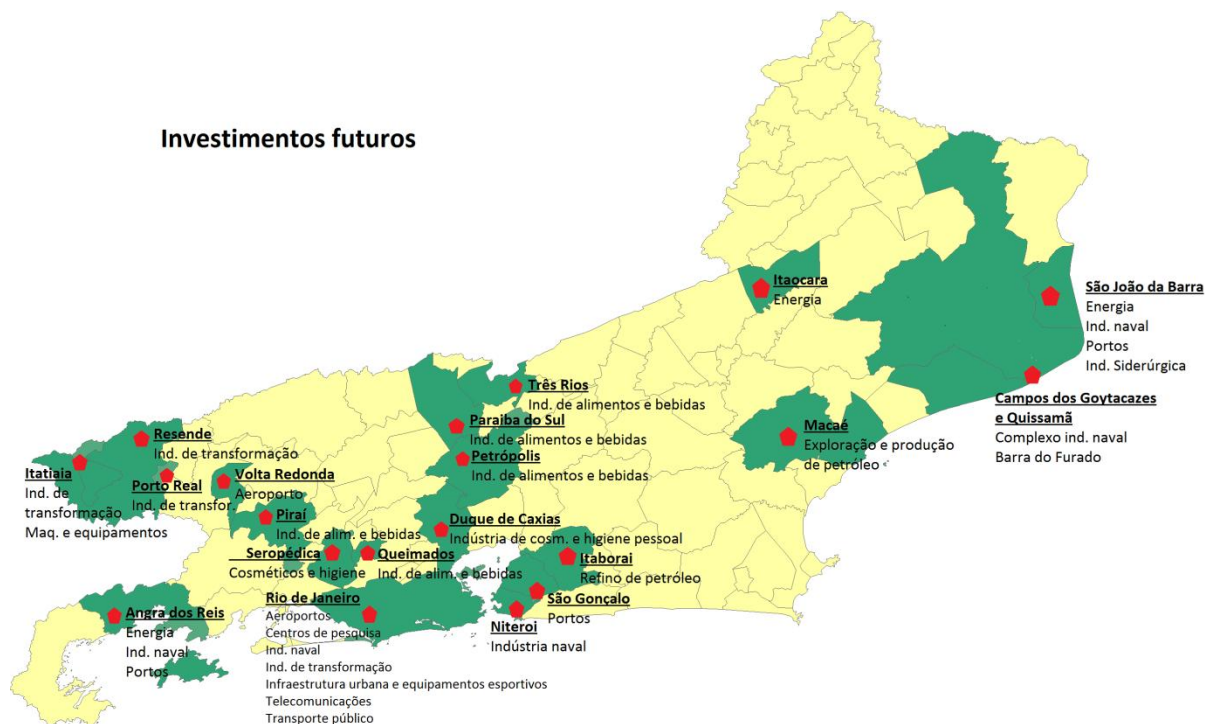 Investimentos futuros
Itaocara
Energia
São João da Barra
Energia
Ind. naval
Portos
Ind. Siderúrgica
Campos dos Goytacazes
e Quissamã
Complexo ind. naval
Barra do Furado
Macaé
Exploração e produção
de petróleo
Três Rios
Ind. de alimentos e bebidas
Paraiba do Sul
Ind. de alimentos e bebidas
Petrópolis
Ind. de alimentos e bebidas
Resende
Ind. de transformação
Itatiaia
Ind. de
transformação
Maq. e equipamentos
Porto Real
Ind. de transfor.
Volta Redonda
Aeroporto
Piraí
Ind. de alim. e bebidas
Duque de Caxias
Indústria de cosm. e higiene pessoal
Seropédica
Cosméticos e higiene
Queimados
Ind. de alim. e bebidas
Itaborai
Refino de petróleo
São Gonçalo
Portos
Niteroi
Indústria naval
Angra dos Reis
Energia
Ind. naval
Portos
Rio de Janeiro
Aeroportos
Centros de pesquisa
Ind. naval
Ind. de transformação
Infraestrutura urbana e equipamentos esportivos
Telecomunicações
Transporte público